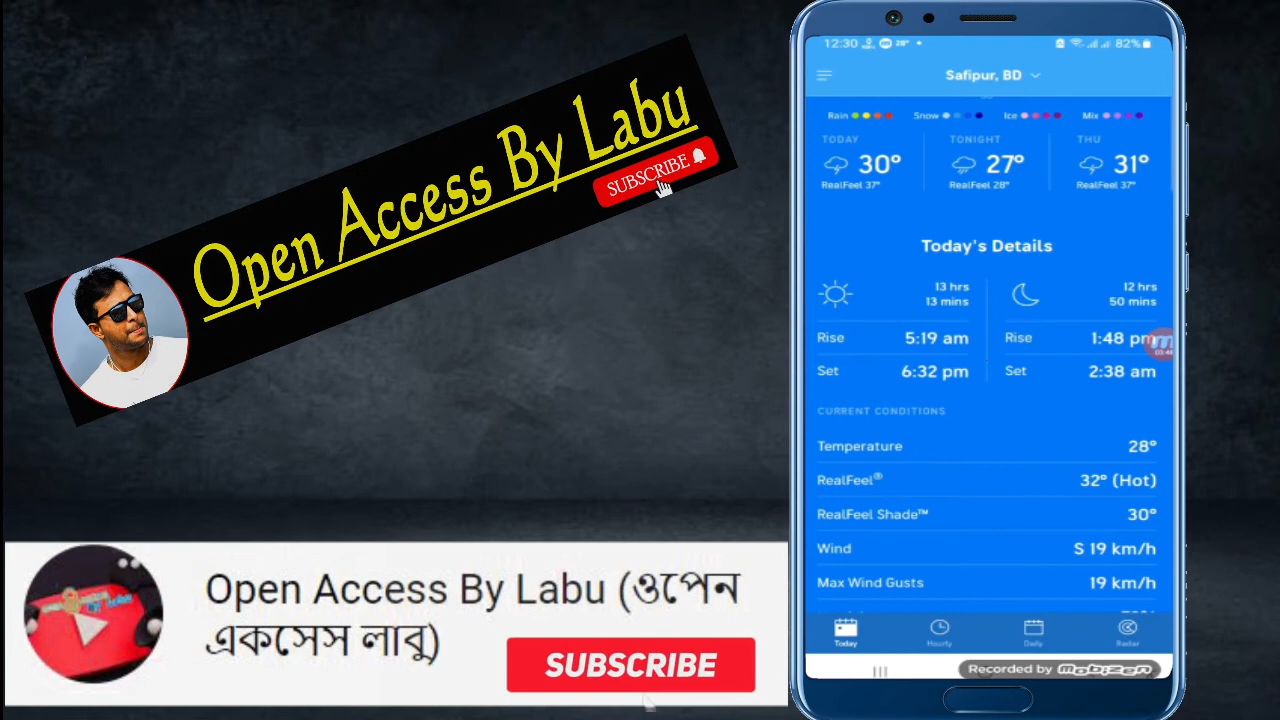 Open Access By Labu
SUBSCRIBE
Open Access By Labu (ওপেন
একসেস লাবু)
SUBSCRIBE
12:30 28° 82%
Safipur, BD
Rain Snow Ice Mix
TODAY TONIGHT THU
30° 27° 31°
RealFeel 37° RealFeel 28° RealFeel 37°
Today's Details
13 hrs 12 hrs
13 mins 50 mins
Rise 5:19 am Rise 1:48 pm
Set 6:32 pm Set 2:38 am
CURRENT CONDITIONS
Temperature 28°
RealFeel® 32° (Hot)
RealFeel Shade™ 30°
Wind S 19 km/h
Max Wind Gusts 19 km/h
Today Hourly Daily Radar
Recorded by mobizen